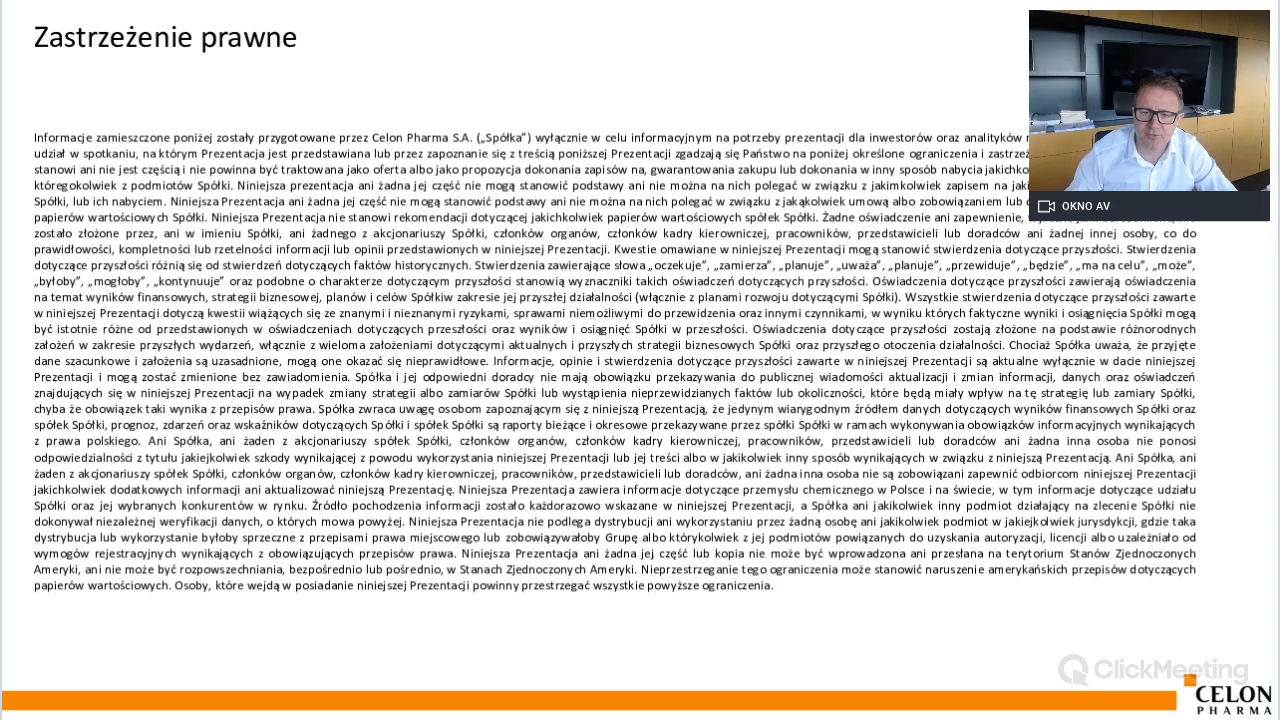 Zastrzeżenie prawne
Informacje zamieszczone poniżej zostały przygotowane przez Celon Pharma S.A. („Spółka”) wyłącznie w celu informacyjnym na potrzeby prezentacji dla inwestorów oraz analityków
udział w spotkaniu, na którym Prezentacja jest przedstawiana lub przez zapoznanie się z treścią poniższej Prezentacji zgadzają się Państwo na poniżej określone ograniczenia i
stanowi ani nie jest częścią i nie powinna być traktowana jako oferta albo jako propozycja dokonania zapisów na, gwarantowania zakupu lub dokonania w inny sposób nabycia
któregokolwiek z podmiotów Spółki. Niniejsza prezentacja ani żadna jej część nie mogą stanowić podstawy ani nie można na nich polegać w związku z jakimkolwiek zapisem na
Spółki, lub ich nabyciem. Niniejsza Prezentacja ani żadna jej część nie mogą stanowić podstawy ani nie można na nich polegać w związku z jakąkolwiek umową albo zobowiązaniem lub
papierów wartościowych Spółki. Niniejsza Prezentacja nie stanowi rekomendacji dotyczącej jakichkolwiek papierów wartościowych spółek Spółki. Żadne oświadczenie ani zapewnienie,
zostało złożone przez, ani w imieniu Spółki, ani żadnego z akcjonariuszy Spółki, członków organów, członków kadry kierowniczej, pracowników, przedstawicieli lub doradców ani żadnej innej osoby, co do
prawidłowości, kompletności lub rzetelności informacji lub opinii przedstawionych w niniejszej Prezentacji. Kwestie omawiane w niniejszej Prezentacji mogą stanowić stwierdzenia dotyczące przyszłości. Stwierdzenia
dotyczące przyszłości różnią się od stwierdzeń dotyczących faktów historycznych. Stwierdzenia zawierające słowa „oczekuje”, „zamierza”, „planuje”, „uważa”, „planuje”, „przewiduje”, „będzie”, „ma na celu”, „może”,
„byłoby”, „mogłoby”, „kontynuuje” oraz podobne o charakterze dotyczącym przyszłości stanowią wyznaczniki takich oświadczeń dotyczących przyszłości. Oświadczenia dotyczące przyszłości zawierają oświadczenia
na temat wyników finansowych, strategii biznesowej, planów i celów Spółkiw zakresie jej przyszłej działalności (włącznie z planami rozwoju dotyczącymi Spółki). Wszystkie stwierdzenia dotyczące przyszłości zawarte
w niniejszej Prezentacji dotyczą kwestii wiążących się ze znanymi i nieznanymi ryzykami, sprawami niemożliwymi do przewidzenia oraz innymi czynnikami, w wyniku których faktyczne wyniki i osiągnięcia Spółki mogą
być istotnie różne od przedstawionych w oświadczeniach dotyczących przeszłości oraz wyników i osiągnięć Spółki w przeszłości. Oświadczenia dotyczące przyszłości zostają złożone na podstawie różnorodnych
założeń w zakresie przyszłych wydarzeń, włącznie z wieloma założeniami dotyczącymi aktualnych i przyszłych strategii biznesowych Spółki oraz przyszłego otoczenia działalności. Chociaż Spółka uważa, że przyjęte
dane szacunkowe i założenia są uzasadnione, mogą one okazać się nieprawidłowe. Informacje, opinie i stwierdzenia dotyczące przyszłości zawarte w niniejszej Prezentacji są aktualne wyłącznie w dacie niniejszej
Prezentacji i mogą zostać zmienione bez zawiadomienia. Spółka i jej odpowiedni doradcy nie mają obowiązku przekazywania do publicznej wiadomości aktualizacji i zmian informacji, danych oraz oświadczeń
znajdujących się w niniejszej Prezentacji na wypadek zmiany strategii albo zamiarów Spółki lub wystąpienia nieprzewidzianych faktów lub okoliczności, które będą miały wpływ na tę strategię lub zamiary Spółki,
chyba że obowiązek taki wynika z przepisów prawa. Spółka zwraca uwagę osobom zapoznającym się z niniejszą Prezentacją, że jedynym wiarygodnym źródłem danych dotyczących wyników finansowych Spółki oraz
spółek Spółki, prognoz, zdarzeń oraz wskaźników dotyczących Spółki i spółek Spółki są raporty bieżące i okresowe przekazywane przez spółki Spółki w ramach wykonywania obowiązków informacyjnych wynikających
z prawa polskiego. Ani Spółka, ani żaden z akcjonariuszy spółek Spółki, członków organów, członków kadry kierowniczej, pracowników, przedstawicieli lub doradców ani żadna inna osoba nie ponosi
odpowiedzialności z tytułu jakiejkolwiek szkody wynikającej z powodu wykorzystania niniejszej Prezentacji lub jej treści albo w jakikolwiek inny sposób wynikających w związku z niniejszą Prezentacją. Ani Spółka, ani
żaden z akcjonariuszy spółek Spółki, członków organów, członków kadry kierowniczej, pracowników, przedstawicieli lub doradców, ani żadna inna osoba nie są zobowiązani zapewnić odbiorcom niniejszej Prezentacji
jakichkolwiek dodatkowych informacji ani aktualizować niniejszą Prezentację. Niniejsza Prezentacja zawiera informacje dotyczące przemysłu chemicznego w Polsce i na świecie, w tym informacje dotyczące udziału
Spółki oraz jej wybranych konkurentów w rynku. Źródło pochodzenia informacji zostało każdorazowo wskazane w niniejszej Prezentacji, a Spółka ani jakikolwiek inny podmiot działający na zlecenie Spółki nie
dokonywał niezależnej weryfikacji danych, o których mowa powyżej. Niniejsza Prezentacja nie podlega dystrybucji ani wykorzystaniu przez żadną osobę ani jakikolwiek podmiot w jakiejkolwiek jurysdykcji, gdzie taka
dystrybucja lub wykorzystanie byłoby sprzeczne z przepisami prawa miejscowego lub zobowiązywałoby Grupę albo którykolwiek z jej podmiotów powiązanych do uzyskania autoryzacji, licencji albo uzależniało od
wymogów rejestracyjnych wynikających z obowiązujących przepisów prawa. Niniejsza Prezentacja ani żadna jej część lub kopia nie może być wprowadzona ani przesłana na terytorium Stanów Zjednoczonych
Ameryki, ani nie może być rozpowszechniania, bezpośrednio lub pośrednio, w Stanach Zjednoczonych Ameryki. Nieprzestrzeganie tego ograniczenia może stanowić naruszenie amerykańskich przepisów dotyczących
papierów wartościowych. Osoby, które wejdą w posiadanie niniejszej Prezentacji powinny przestrzegać wszystkie powyższe ograniczenia.
OKNO AV
ClickMeeting
CELON
PHARMA